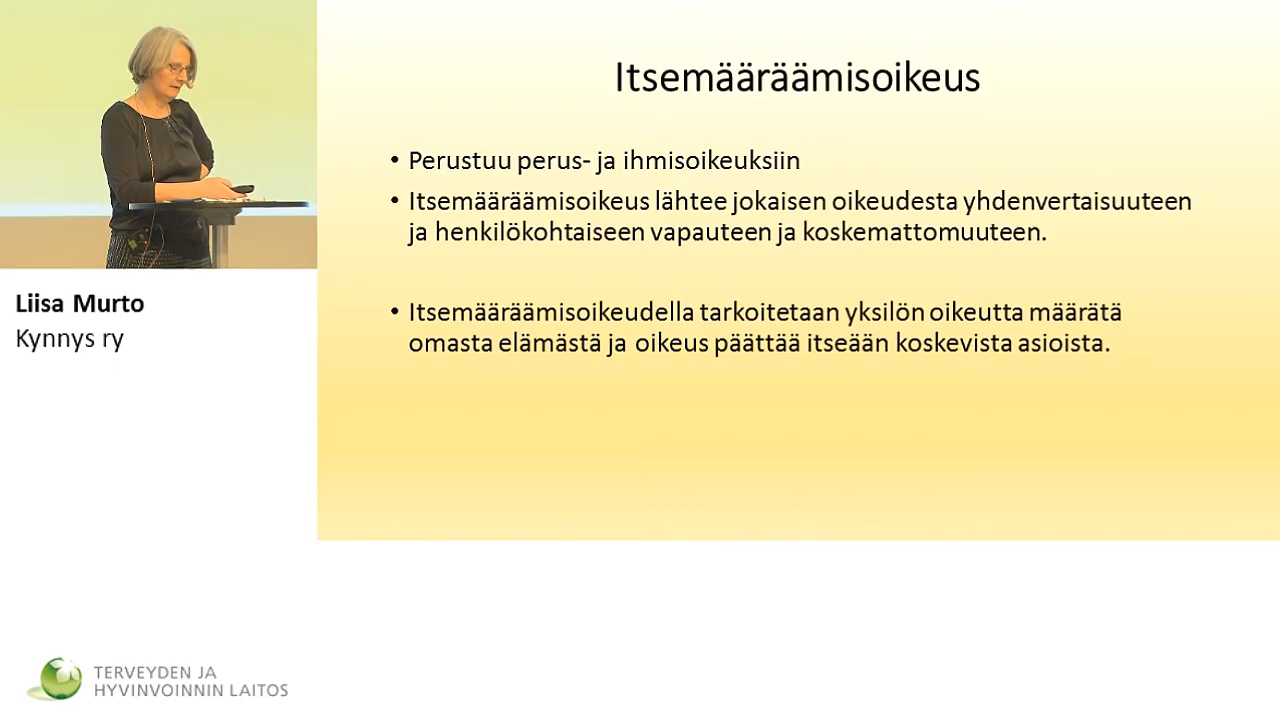 Itsemääräämisoikeus
• Perustuu perus- ja ihmisoikeuksiin
• Itsemääräämisoikeus lähtee jokaisen oikeudesta yhdenvertaisuuteen
ja henkilökohtaiseen vapauteen ja koskemattomuuteen.
• Itsemääräämisoikeudella tarkoitetaan yksilön oikeutta määrätä
omasta elämästä ja oikeus päättää itseään koskevista asioista.
Liisa Murto
Kynnys ry
TERVEYDEN JA
HYVINVOINNIN LAITOS